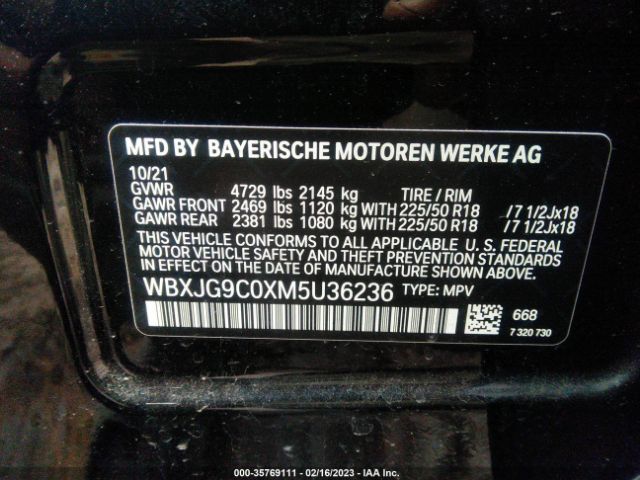 MFD BY BAYERISCHE MOTOREN WERKE AG
10/21
GVWR 4729 lbs 2145 kg TIRE / RIM
GAWR FRONT 2469 lbs 1120 kg WITH 225/50 R18 /7 1/2Jx18
GAWR REAR 2381 lbs 1080 kg WITH 225/50 R18 /7 1/2Jx18
THIS VEHICLE CONFORMS TO ALL APPLICABLE U.S. FEDERAL
MOTOR VEHICLE SAFETY AND THEFT PREVENTION STANDARDS
IN EFFECT ON THE DATE OF MANUFACTURE SHOWN ABOVE.
WBXJG9C0XM5U36236 TYPE: MPV
668
7 320 730
000-35769111 - 02/16/2023 - IAA Inc.